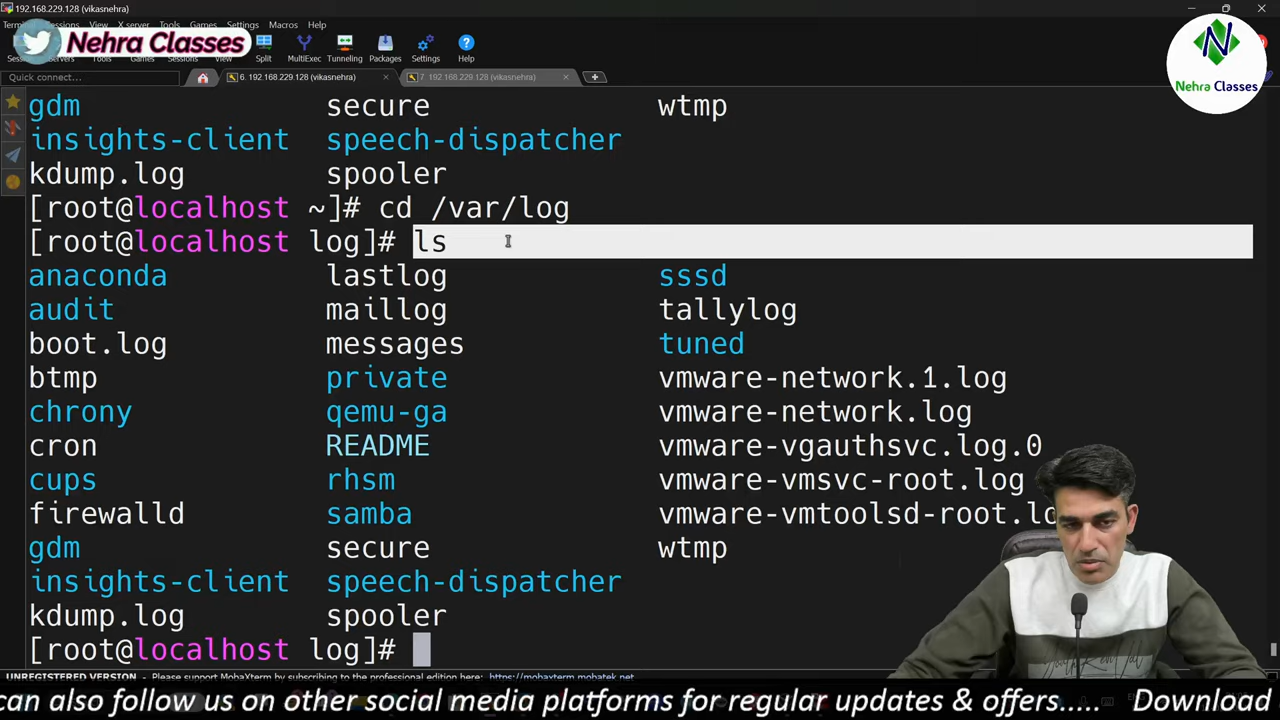 192.168.229.128 (vikasnehra)
Sessions View X server Tools Games Settings Macros Help
Nehra Classes
Split MultiExec Tunneling Packages Settings Help
Quick connect...
6. 192.168.229.128 (vikasnehra)
7. 192.168.229.128 (vikasnehra)
N
Nehra Classes
gdm secure wtmp
insights-client speech-dispatcher
kdump.log spooler
[root@localhost ~]# cd /var/log
[root@localhost log]# ls
anaconda lastlog sssd
audit maillog tallylog
boot.log messages tuned
btmp private vmware-network.1.log
chrony qemu-ga vmware-network.log
cron README vmware-vgauthsvc.log.0
cups rhsm vmware-vmsvc-root.log
firewalld samba vmware-vmtoolsd-root.lo
gdm secure wtmp
insights-client speech-dispatcher
kdump.log spooler
[root@localhost log]#
UNREGISTERED VERSION - Please support MobaXterm by subscribing to the professional edition here: https://mobaxterm.mobatek.net
can also follow us on other social media platforms for regular updates & offers..... Download